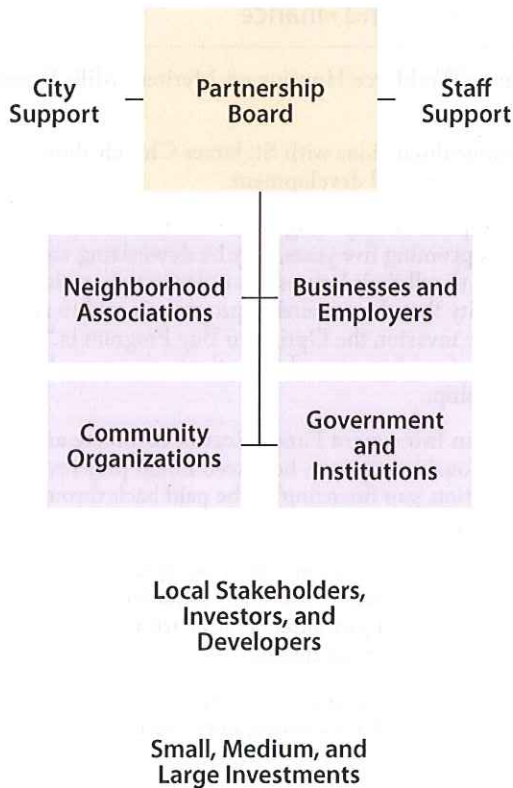 City
Support
Partnership
Board
Staff
Support
Neighborhood
Associations
Businesses and
Employers
Community
Organizations
Government
and
Institutions
Local Stakeholders,
Investors, and
Developers
Small, Medium, and
Large Investments